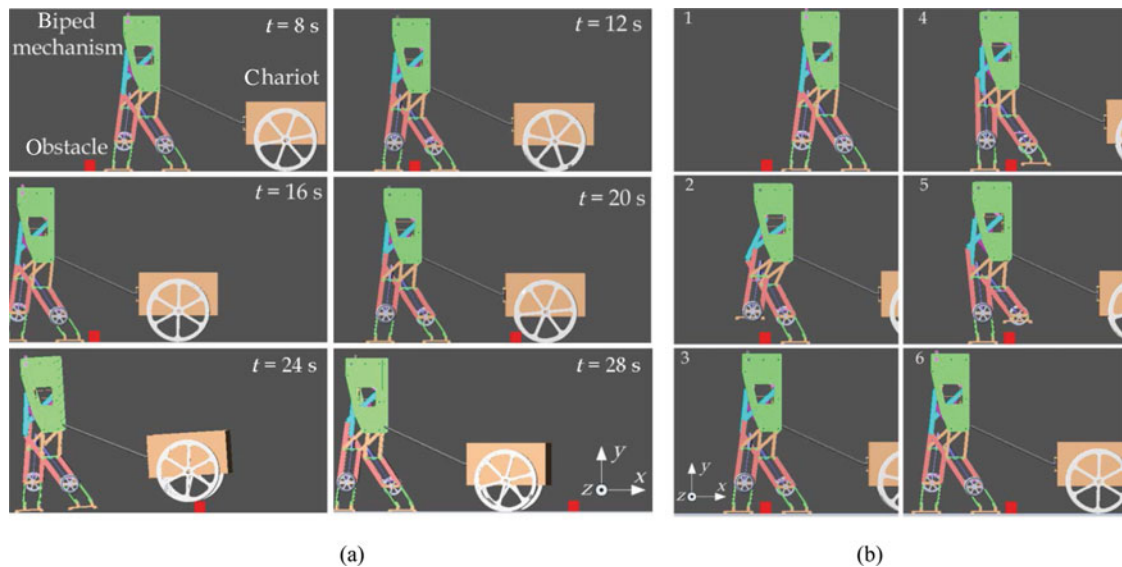 Biped
mechanism
t = 8 s
Chariot
Obstacle
t = 12 s
t = 16 s
t = 20 s
t = 24 s
t = 28 s
y
z
x
(a)
1
4
2
5
3
y
z
x
6
(b)